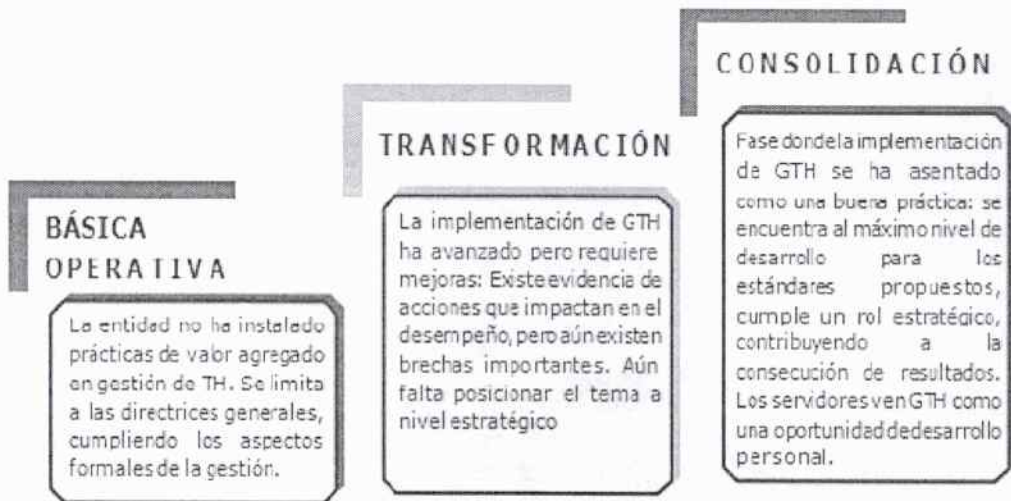 BÁSICA
OPERATIVA
La entidad no ha instalado
prácticas de valor agregado
en gestión de TH. Se limita
a las directrices generales,
cumpliendo los aspectos
formales de la gestión.
TRANSFORMACIÓN
La implementación de GTH
ha avanzado pero requiere
mejoras: Existe evidencia de
acciones que impactan en el
desempeño, pero aún existen
brechas importantes. Aún
falta posicionar el tema a
nivel estratégico
CONSOLIDACIÓN
Fase donde la implementación
de GTH se ha asentado
como una buena práctica: se
encuentra al máximo nivel de
desarrollo para los
estándares propuestos,
cumple un rol estratégico,
contribuyendo a la
consecución de resultados.
Los servidores ven GTH como
una oportunidad de desarrollo
personal.